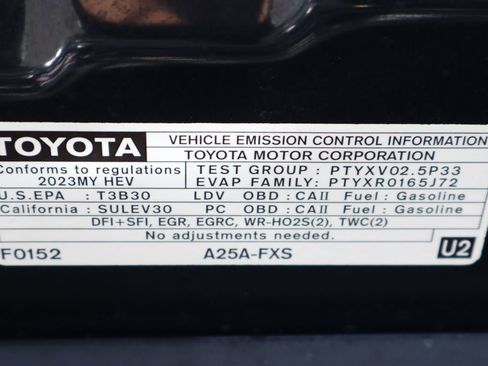 TOYOTA VEHICLE EMISSION CONTROL INFORMATION
TOYOTA MOTOR CORPORATION
Conforms to regulations
2023MY HEV
TEST GROUP : PTYXV02.5P33
EVAP FAMILY: PTYXR0165J72
U.S.EPA : T3B30 LDV OBD : CAII Fuel : Gasoline
California : SULEV30 PC OBD : CAII Fuel : Gasoline
DFI+SFI, EGR, EGRC, WR-HO2S(2), TWC(2)
No adjustments needed.
F0152 A25A-FXS U2